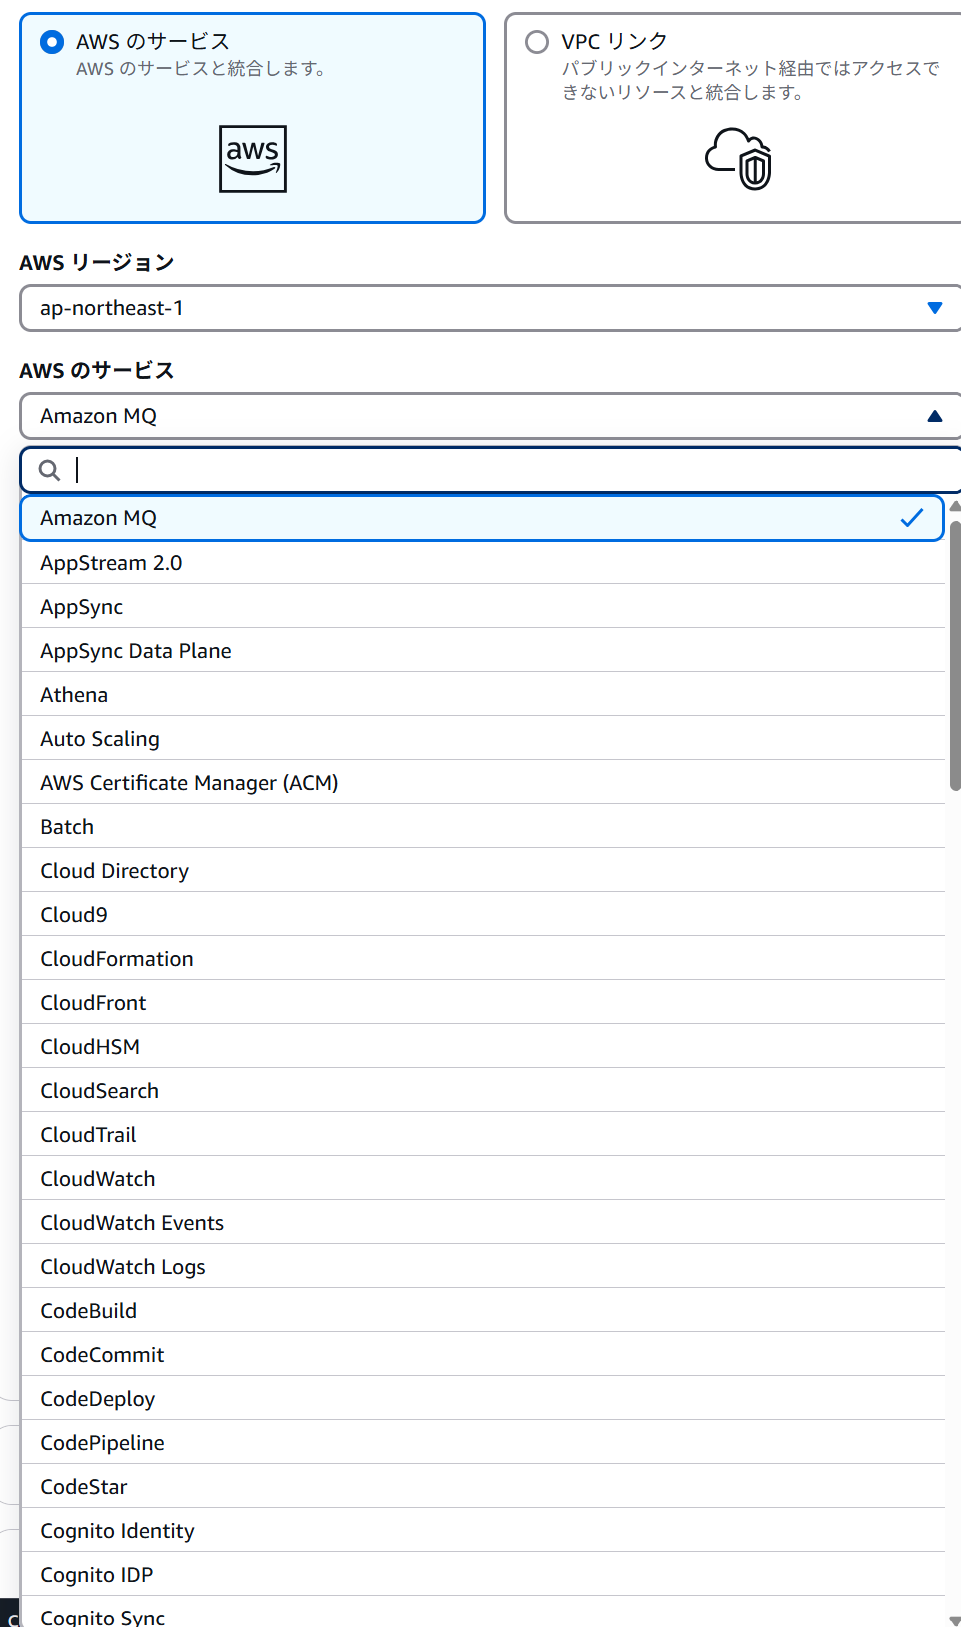 AWS のサービス
AWS のサービスと統合します。
aws
VPC リンク
パブリックインターネット経由ではアクセスで
きないリソースと統合します。
AWS リージョン
ap-northeast-1
AWS のサービス
Amazon MQ
Amazon MQ
AppStream 2.0
AppSync
AppSync Data Plane
Athena
Auto Scaling
AWS Certificate Manager (ACM)
Batch
Cloud Directory
Cloud9
CloudFormation
CloudFront
CloudHSM
CloudSearch
CloudTrail
CloudWatch
CloudWatch Events
CloudWatch Logs
CodeBuild
CodeCommit
CodeDeploy
CodePipeline
CodeStar
Cognito Identity
Cognito IDP
Cognito Sync